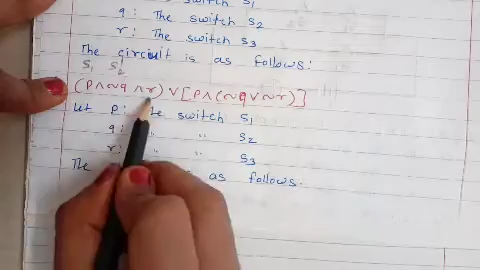 q : The switch S2
r : The switch S3
The circuit is as follows:
S1 S2
(P∧~q ∧r) ∨ [P∧(~q∨~r)]
Let P: The switch S1
q: " " S2
r: " " S3
The as follows.